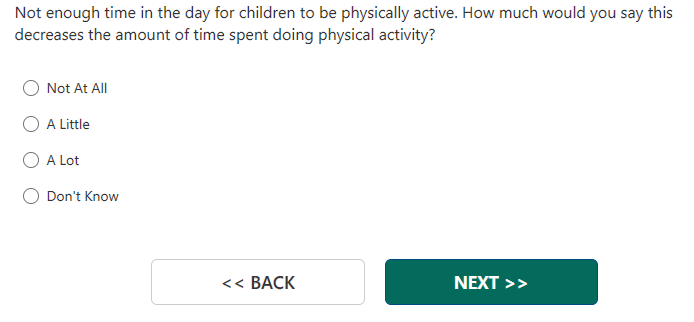 Not enough time in the day for children to be physically active. How much would you say this
decreases the amount of time spent doing physical activity?
Not At All
A Little
A Lot
Don't Know
<< BACK
NEXT >>